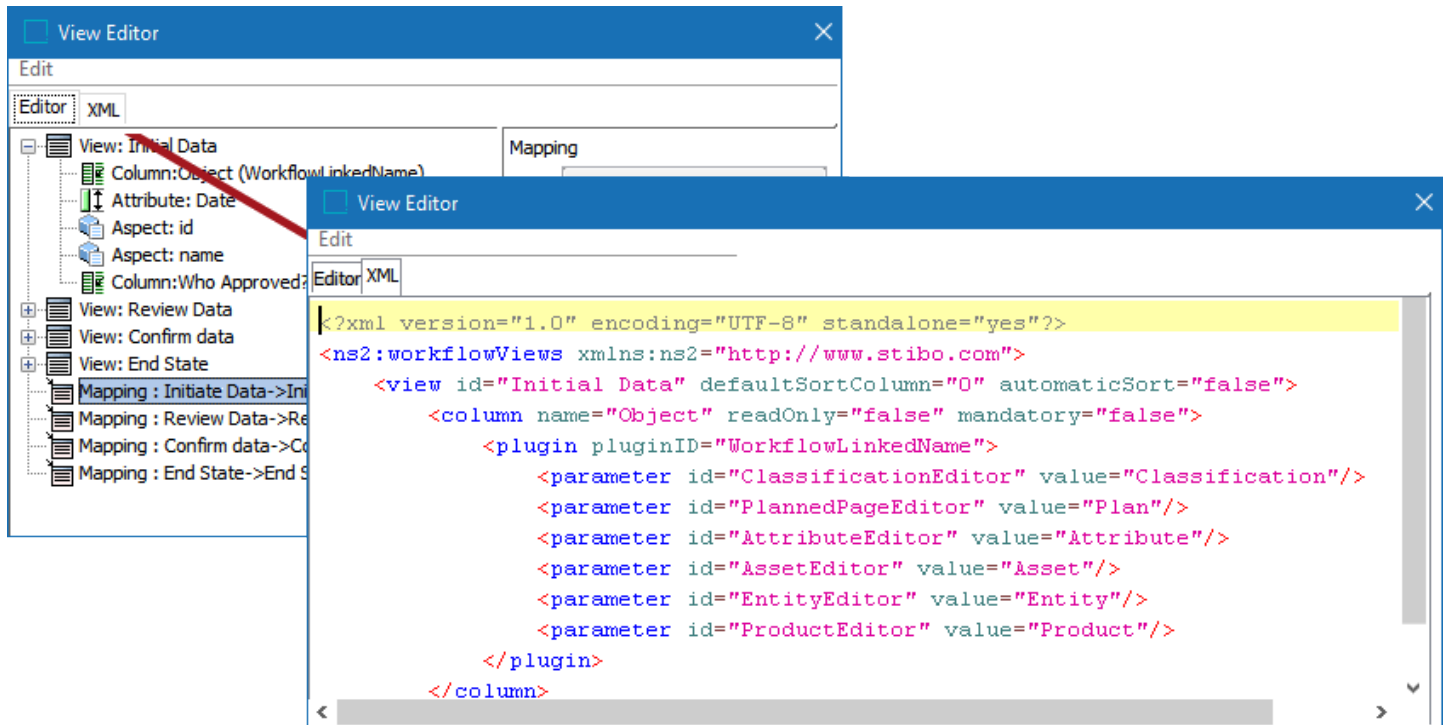 View Editor
Edit
Editor XML
View: Initial Data
Column:Object (WorkflowLinkedName)
Attribute: Date
Aspect: id
Aspect: name
Column:Who Approved?
View: Review Data
View: Confirm data
View: End State
Mapping : Initiate Data->Ini
Mapping : Review Data->Re
Mapping : Confirm data->Co
Mapping : End State->End S
Mapping
View Editor
Edit
Editor XML
<?xml version="1.0" encoding="UTF-8" standalone="yes"?>
<ns2:workflowViews xmlns:ns2="http://www.stibo.com">
<view id="Initial Data" defaultSortColumn="0" automaticSort="false">
<column name="Object" readOnly="false" mandatory="false">
<plugin pluginID="WorkflowLinkedName">
<parameter id="ClassificationEditor" value="Classification"/>
<parameter id="PlannedPageEditor" value="Plan"/>
<parameter id="AttributeEditor" value="Attribute"/>
<parameter id="AssetEditor" value="Asset"/>
<parameter id="EntityEditor" value="Entity"/>
<parameter id="ProductEditor" value="Product"/>
</plugin>
</column>